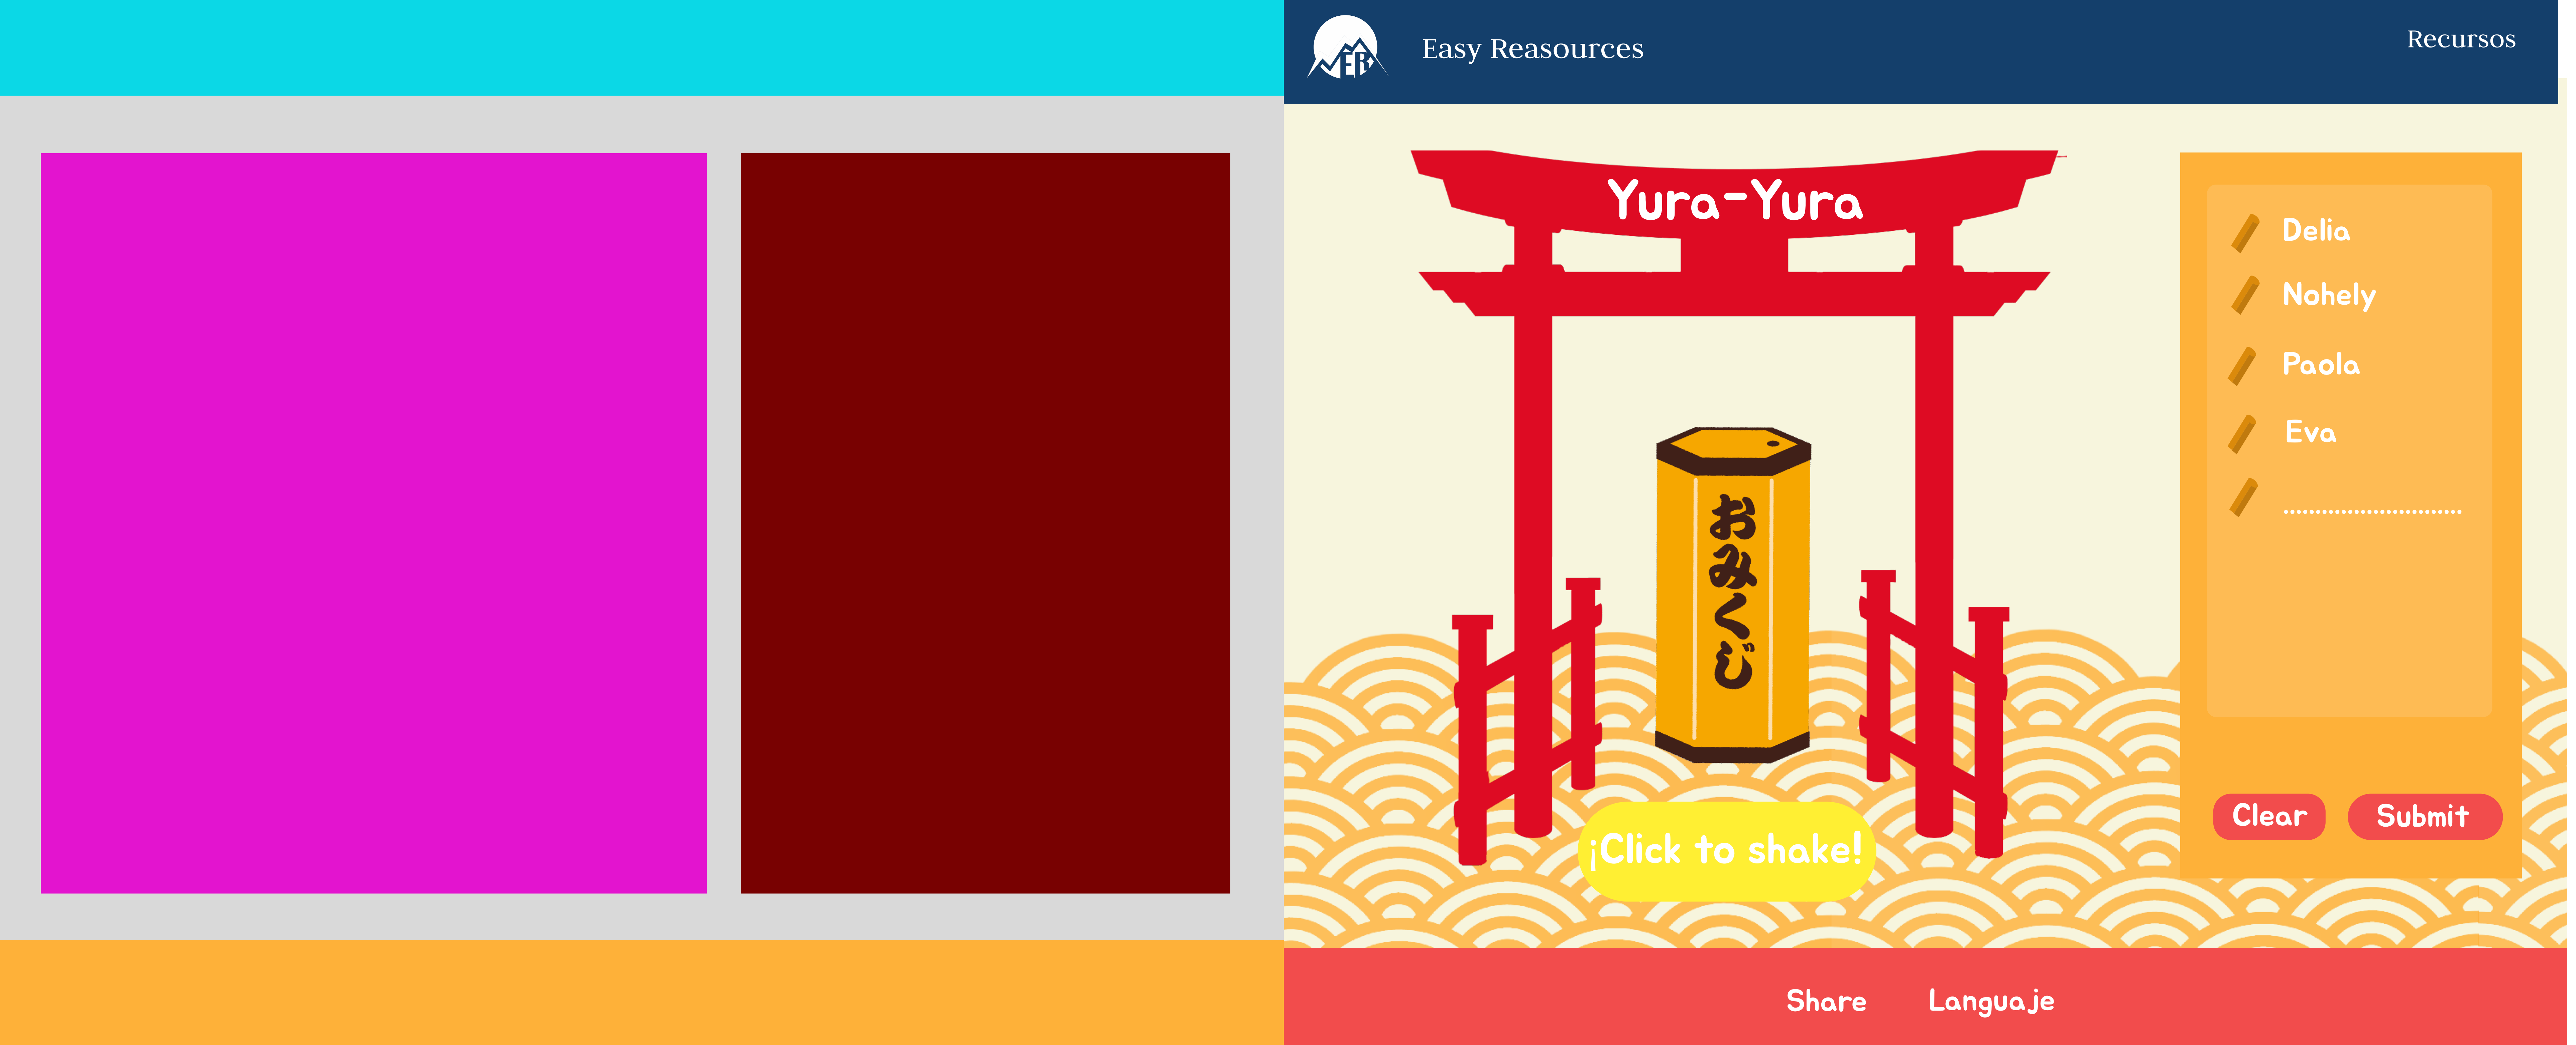 ER
Easy Reasources
Recursos
Yura-Yura
おみくじ
¡Click to shake!
Delia
Nohely
Paola
Eva
............................
Clear
Submit
Share
Languaje